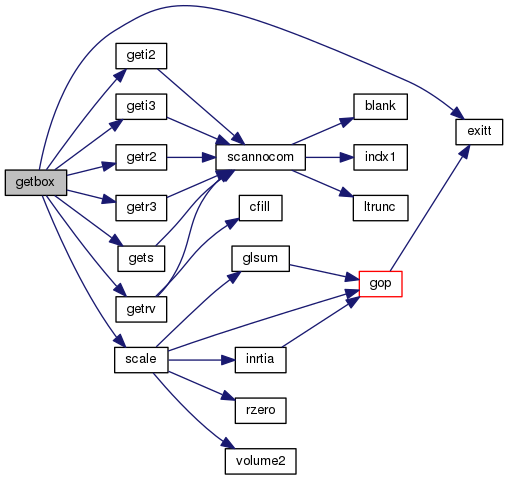 getbox
geti2
geti3
getr2
getr3
gets
getrv
scale
scannocom
cfill
glsum
inrtia
rzero
volume2
blank
indx1
ltrunc
gop
exitt